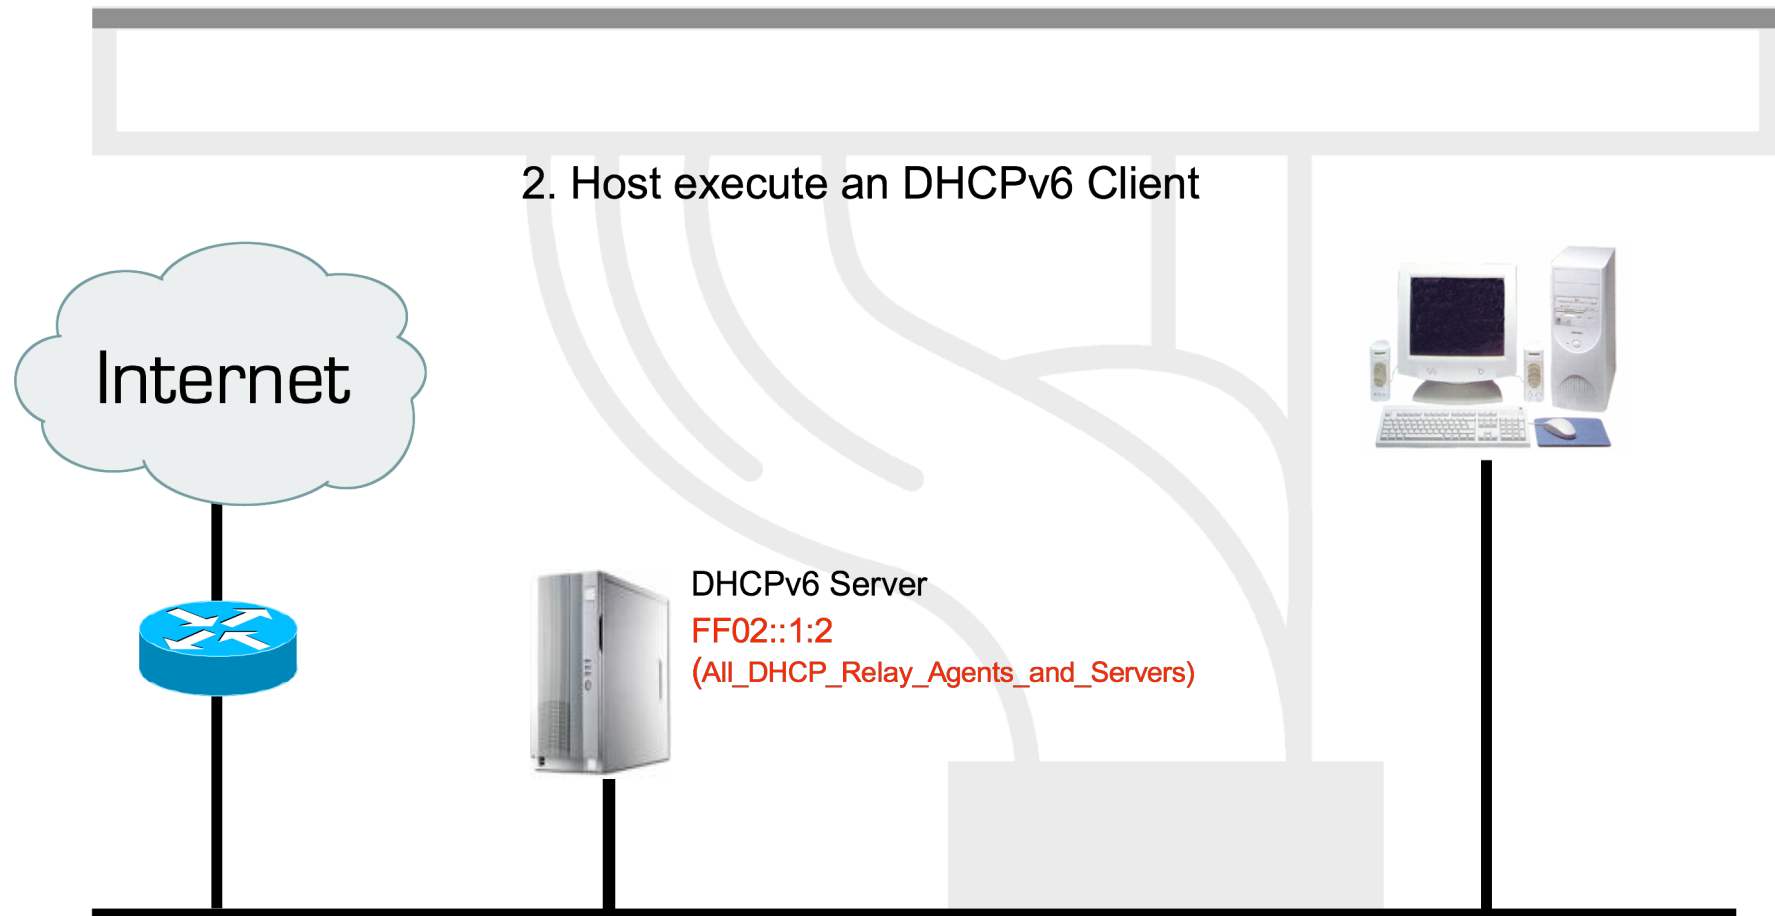 2. Host execute an DHCPv6 Client
Internet
DHCPv6 Server
FF02::1:2
(All_DHCP_Relay_Agents_and_Servers)